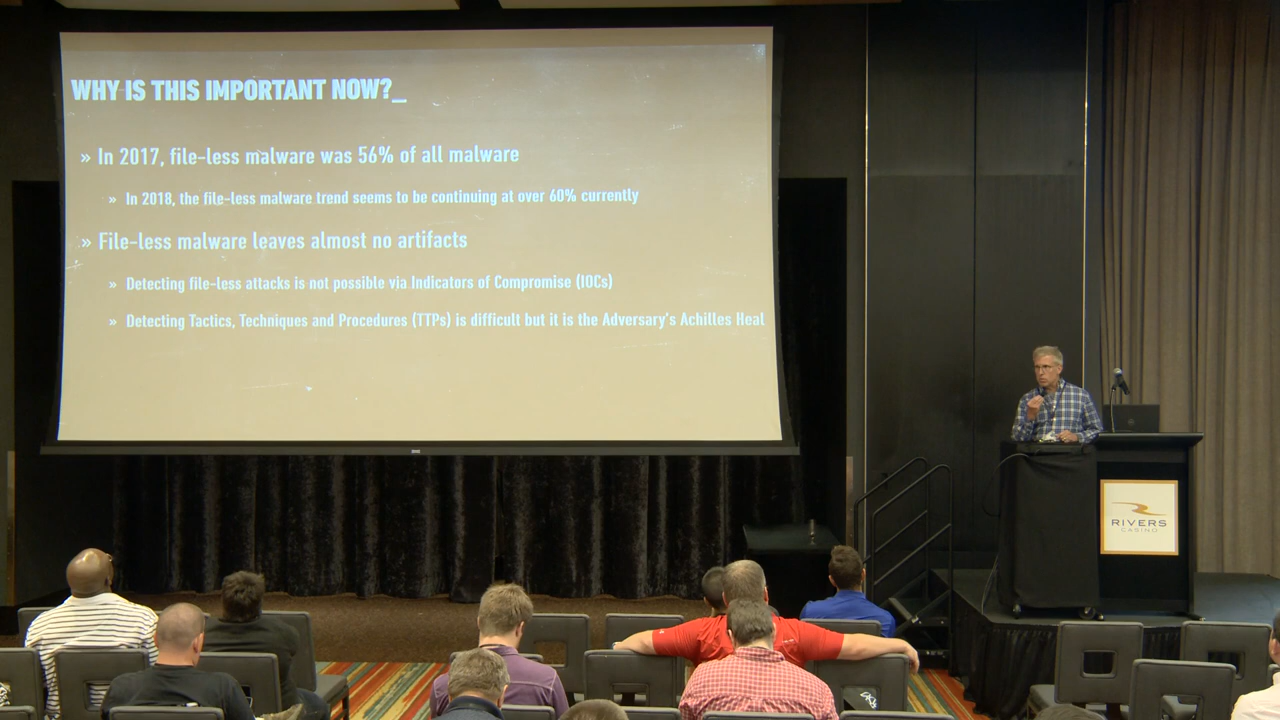 WHY IS THIS IMPORTANT NOW?_
» In 2017, file-less malware was 56% of all malware
» In 2018, the file-less malware trend seems to be continuing at over 60% currently
» File-less malware leaves almost no artifacts
» Detecting file-less attacks is not possible via Indicators of Compromise (IOCs)
» Detecting Tactics, Techniques and Procedures (TTPs) is difficult but it is the Adversary's Achilles Heal
RIVERS
CASINO